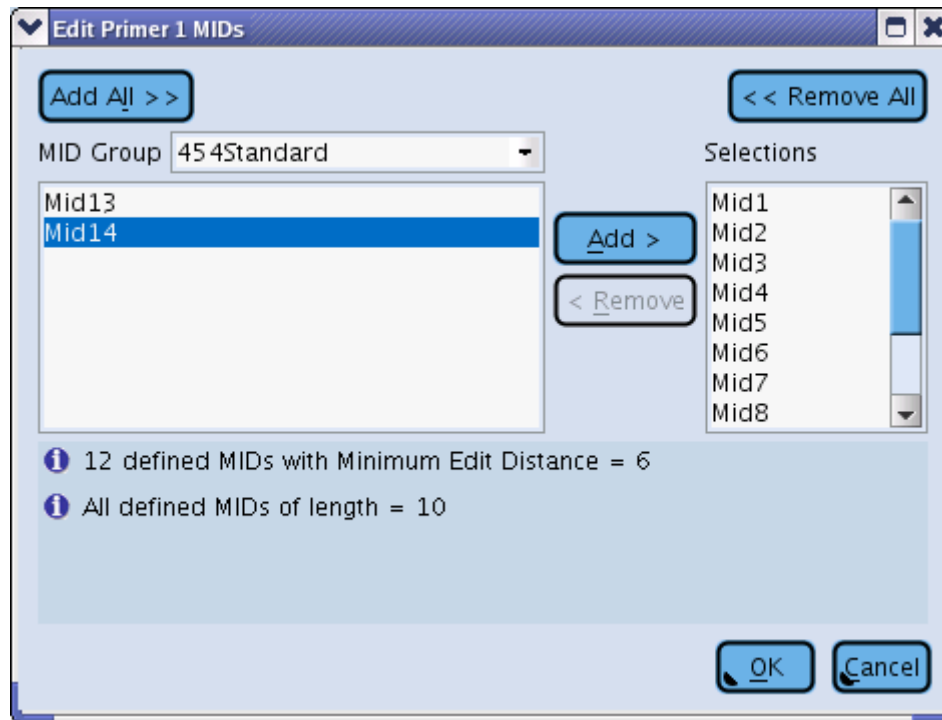 Edit Primer 1 MIDs
Add All >>
<< Remove All
MID Group 454Standard
Selections
Mid13
Mid14
Add >
< Remove
Mid1
Mid2
Mid3
Mid4
Mid5
Mid6
Mid7
Mid8
12 defined MIDs with Minimum Edit Distance = 6
All defined MIDs of length = 10
OK
Cancel